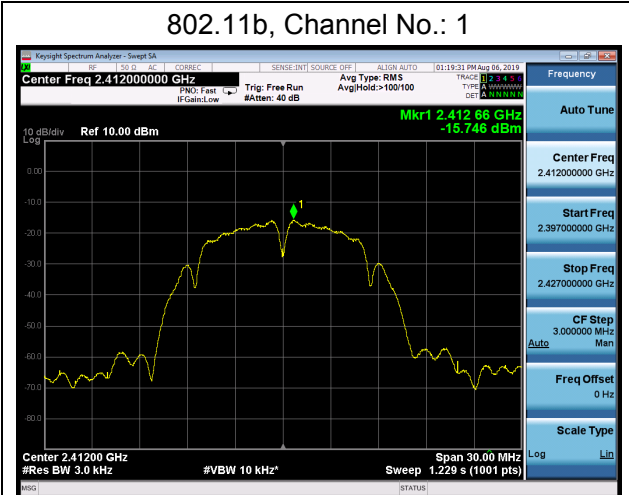 802.11b, Channel No.: 1
Keysight Spectrum Analyzer - Swept SA
RF 50 Ω AC CORREC SENSE:INT SOURCE OFF ALIGN AUTO 01:19:31 PM Aug 06, 2019
Center Freq 2.412000000 GHz
PNO: Fast
IFGain:Low
Trig: Free Run
#Atten: 40 dB
Avg Type: RMS
Avg|Hold:>100/100
TRACE 1 2 3 4 5 6
TYPE A WWWWW
DET A N N N N N
Mkr1 2.412 66 GHz
-15.746 dBm
10 dB/div Ref 10.00 dBm
Log
1
0.00
-10.0
-20.0
-30.0
-40.0
-50.0
-60.0
-70.0
-80.0
Center 2.41200 GHz Span 30.00 MHz
#Res BW 3.0 kHz #VBW 10 kHz* Sweep 1.229 s (1001 pts)
MSG STATUS
Frequency
Auto Tune
Center Freq
2.412000000 GHz
Start Freq
2.397000000 GHz
Stop Freq
2.427000000 GHz
CF Step
3.000000 MHz
Auto Man
Freq Offset
0 Hz
Scale Type
Log Lin